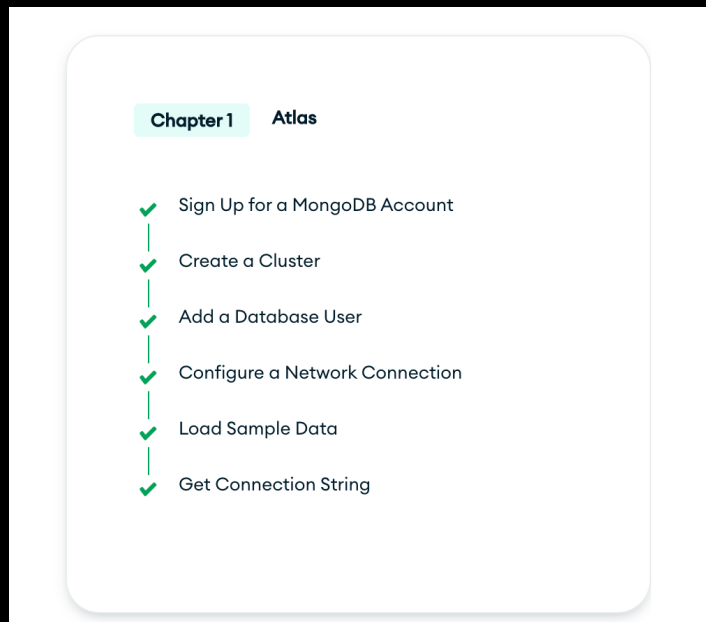 Chapter 1 Atlas
Sign Up for a MongoDB Account
Create a Cluster
Add a Database User
Configure a Network Connection
Load Sample Data
Get Connection String